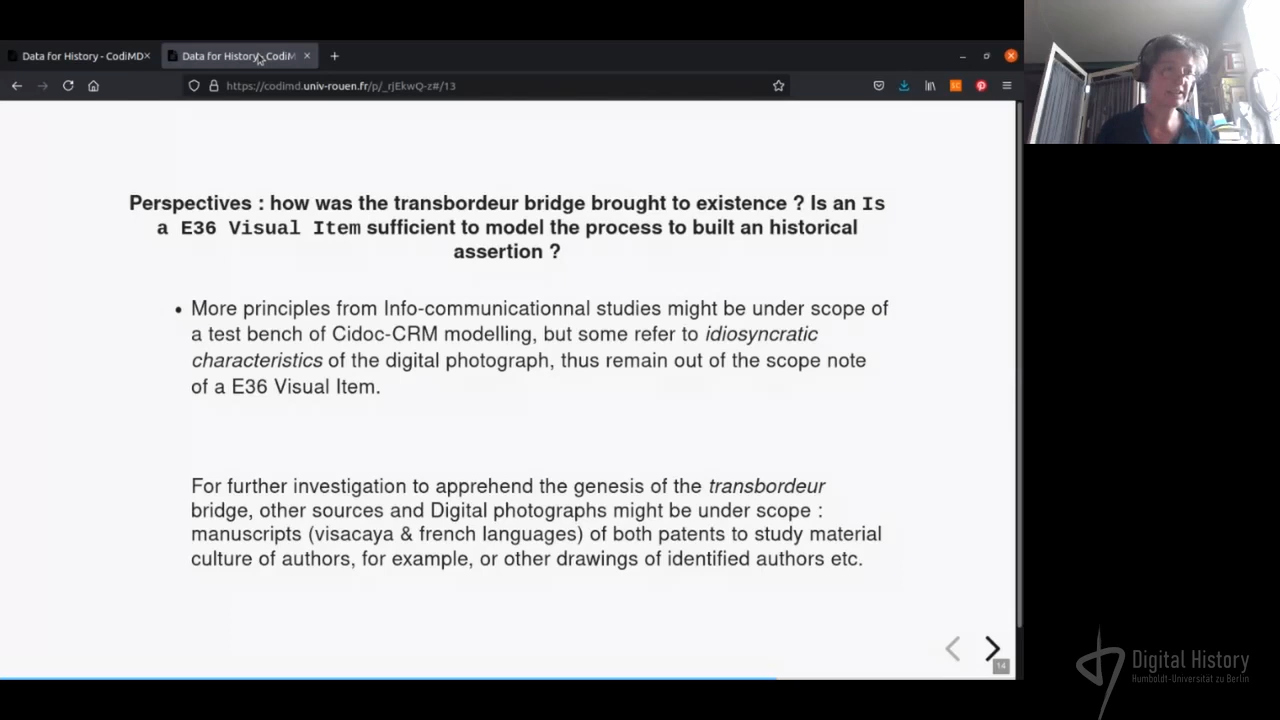 Data for History - CodiMD
Data for History - CodiM
https://codimd.univ-rouen.fr/p/_rjEkwQ-z#/13
Perspectives : how was the transbordeur bridge brought to existence ? Is an Is
a E36 Visual Item sufficient to model the process to built an historical
assertion ?
• More principles from Info-communicationnal studies might be under scope of
a test bench of Cidoc-CRM modelling, but some refer to idiosyncratic
characteristics of the digital photograph, thus remain out of the scope note
of a E36 Visual Item.
For further investigation to apprehend the genesis of the transbordeur
bridge, other sources and Digital photographs might be under scope :
manuscripts (visacaya & french languages) of both patents to study material
culture of authors, for example, or other drawings of identified authors etc.
14
Digital History
Humboldt-Universität zu Berlin